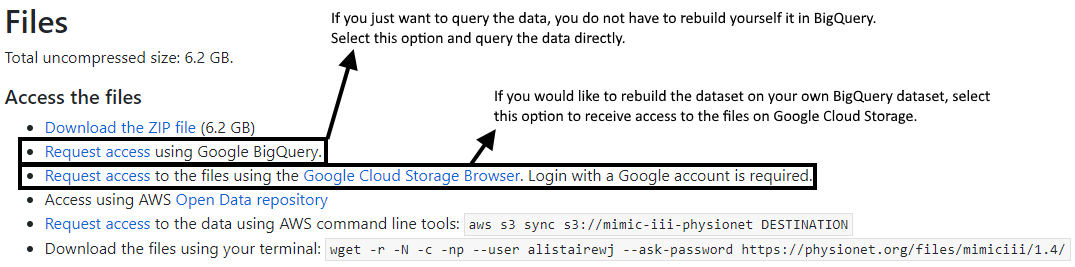 Files
If you just want to query the data, you do not have to rebuild yourself it in BigQuery.
Select this option and query the data directly.
Total uncompressed size: 6.2 GB.
Access the files
If you would like to rebuild the dataset on your own BigQuery dataset, select
this option to receive access to the files on Google Cloud Storage.
Download the ZIP file (6.2 GB)
Request access using Google BigQuery.
Request access to the files using the Google Cloud Storage Browser. Login with a Google account is required.
Access using AWS Open Data repository
Request access to the data using AWS command line tools: aws s3 sync s3://mimic-iii-physionet DESTINATION
Download the files using your terminal: wget -r -N -c -np --user alistairewj --ask-password https://physionet.org/files/mimiciii/1.4/